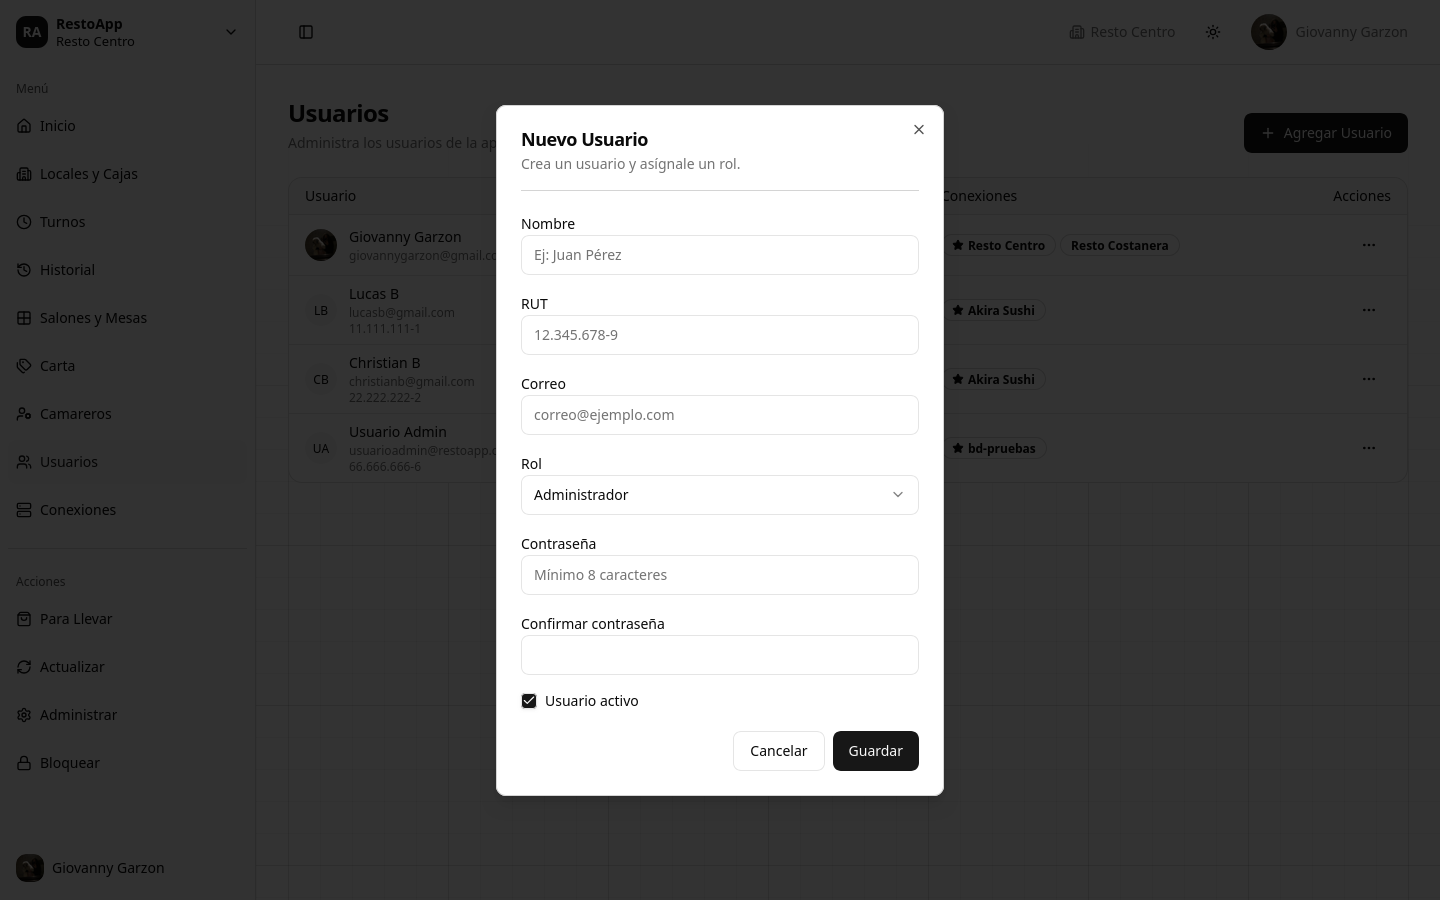 RA
RestoApp
Resto Centro
Menú
Inicio
Locales y Cajas
Turnos
Historial
Salones y Mesas
Carta
Camareros
Usuarios
Conexiones
Acciones
Para Llevar
Actualizar
Administrar
Bloquear
Giovanny Garzon
Resto Centro
Giovanny Garzon
Usuarios
Administra los usuarios de la ap
Agregar Usuario
Usuario
Conexiones
Acciones
Giovanny Garzon
giovannygarzon@gmail.co
Resto Centro
Resto Costanera
LB
Lucas B
lucasb@gmail.com
11.111.111-1
Akira Sushi
CB
Christian B
christianb@gmail.com
22.222.222-2
Akira Sushi
UA
Usuario Admin
usuarioadmin@restoapp.c
66.666.666-6
bd-pruebas
Nuevo Usuario
Crea un usuario y asígnale un rol.
Nombre
Ej: Juan Pérez
RUT
12.345.678-9
Correo
correo@ejemplo.com
Rol
Administrador
Contraseña
Mínimo 8 caracteres
Confirmar contraseña
Usuario activo
Cancelar
Guardar